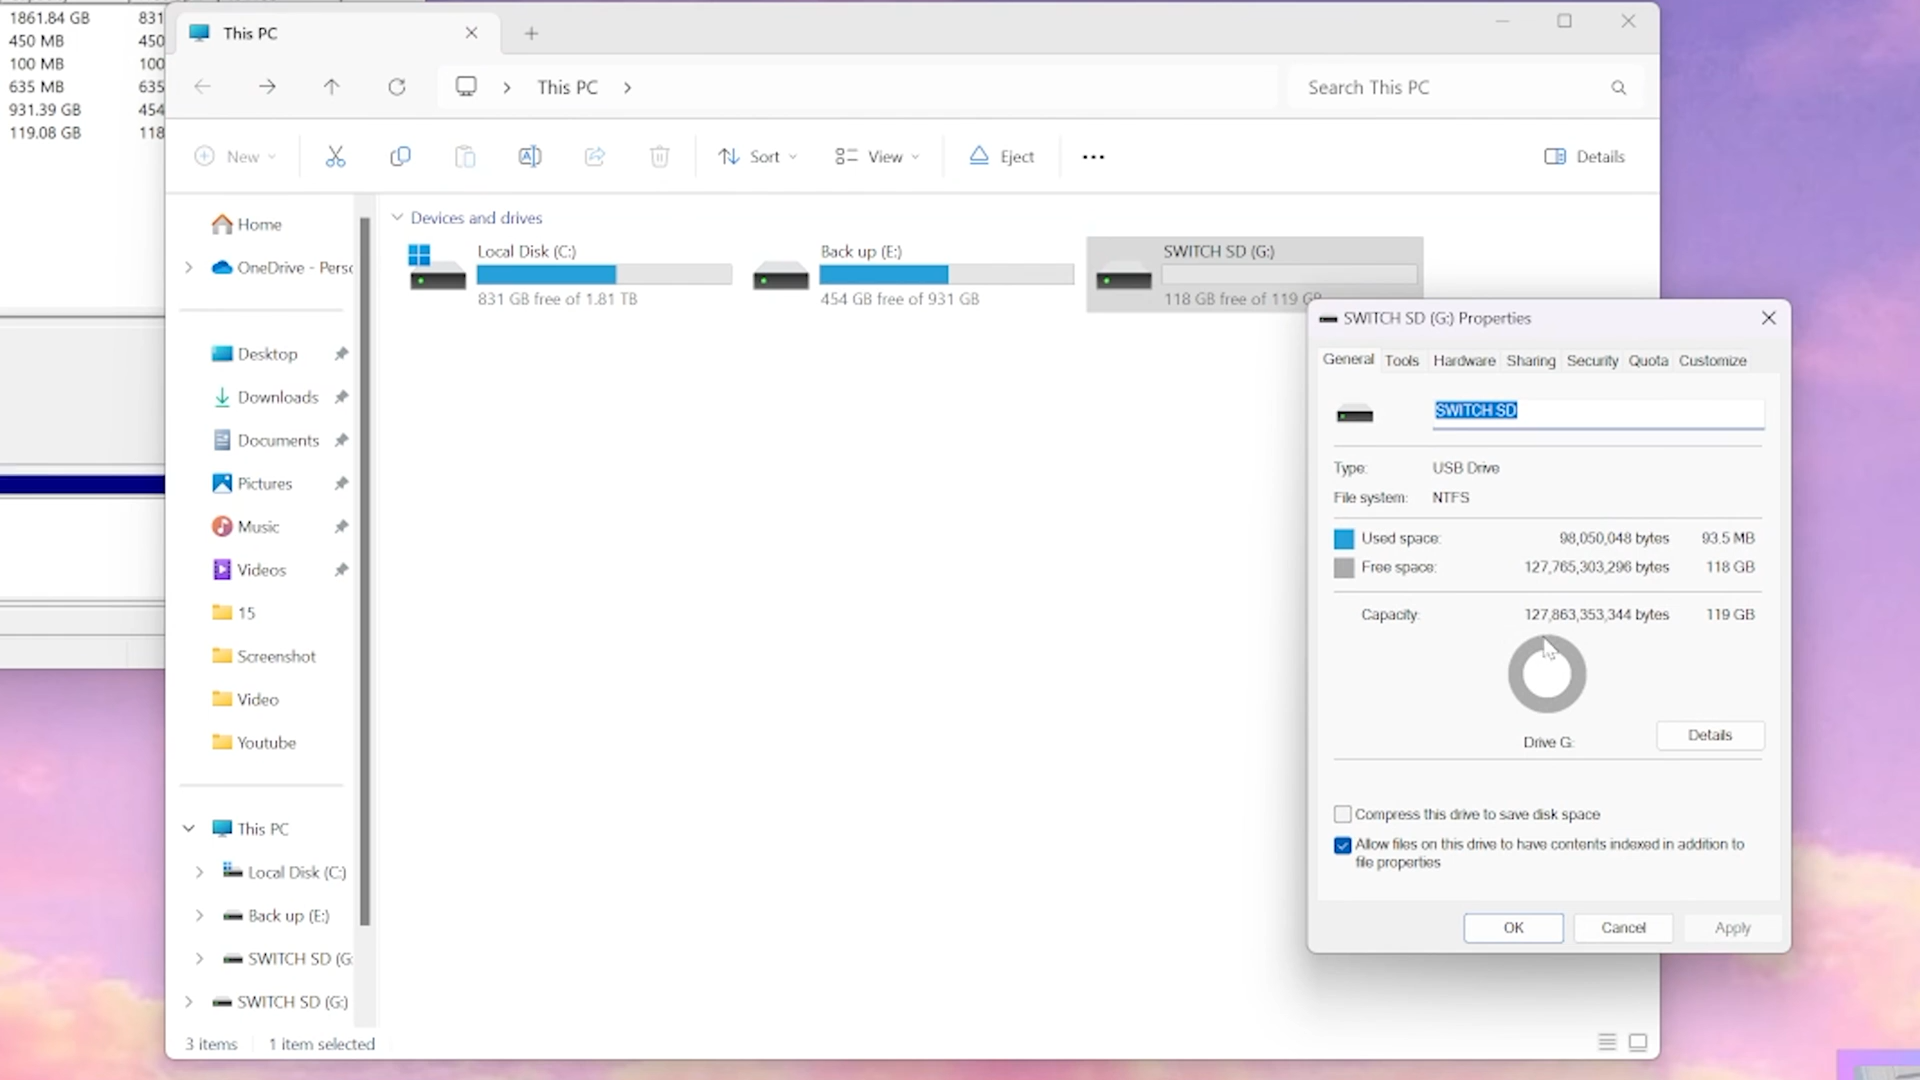 1861.84 GB 831
450 MB 450
100 MB 100
635 MB 635
931.39 GB 454
119.08 GB 118
This PC
This PC
Search This PC
New
Sort
View
Eject
Details
Home
OneDrive - Perso
Desktop
Downloads
Documents
Pictures
Music
Videos
15
Screenshot
Video
Youtube
This PC
Local Disk (C:)
Back up (E:)
SWITCH SD (G:
SWITCH SD (G:)
Devices and drives
Local Disk (C:)
831 GB free of 1.81 TB
Back up (E:)
454 GB free of 931 GB
SWITCH SD (G:)
118 GB free of 119 GB
SWITCH SD (G:) Properties
General Tools Hardware Sharing Security Quota Customize
SWITCH SD
Type: USB Drive
File system: NTFS
Used space: 98,050,048 bytes 93.5 MB
Free space: 127,765,303,296 bytes 118 GB
Capacity: 127,863,353,344 bytes 119 GB
Drive G:
Details
Compress this drive to save disk space
Allow files on this drive to have contents indexed in addition to
file properties
OK
Cancel
Apply
3 items 1 item selected